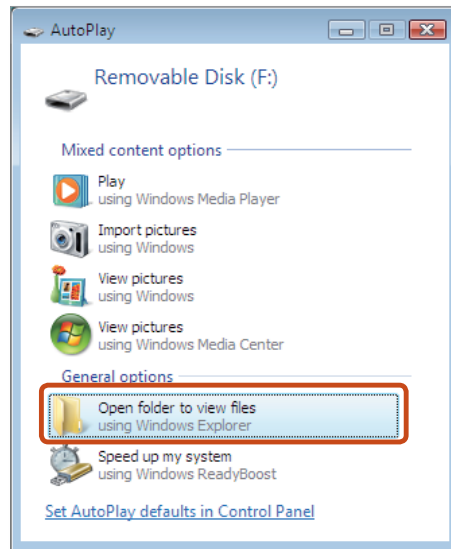 AutoPlay
Removable Disk (F:)
Mixed content options
Play
using Windows Media Player
Import pictures
using Windows
View pictures
using Windows
View pictures
using Windows Media Center
General options
Open folder to view files
using Windows Explorer
Speed up my system
using Windows ReadyBoost
Set AutoPlay defaults in Control Panel